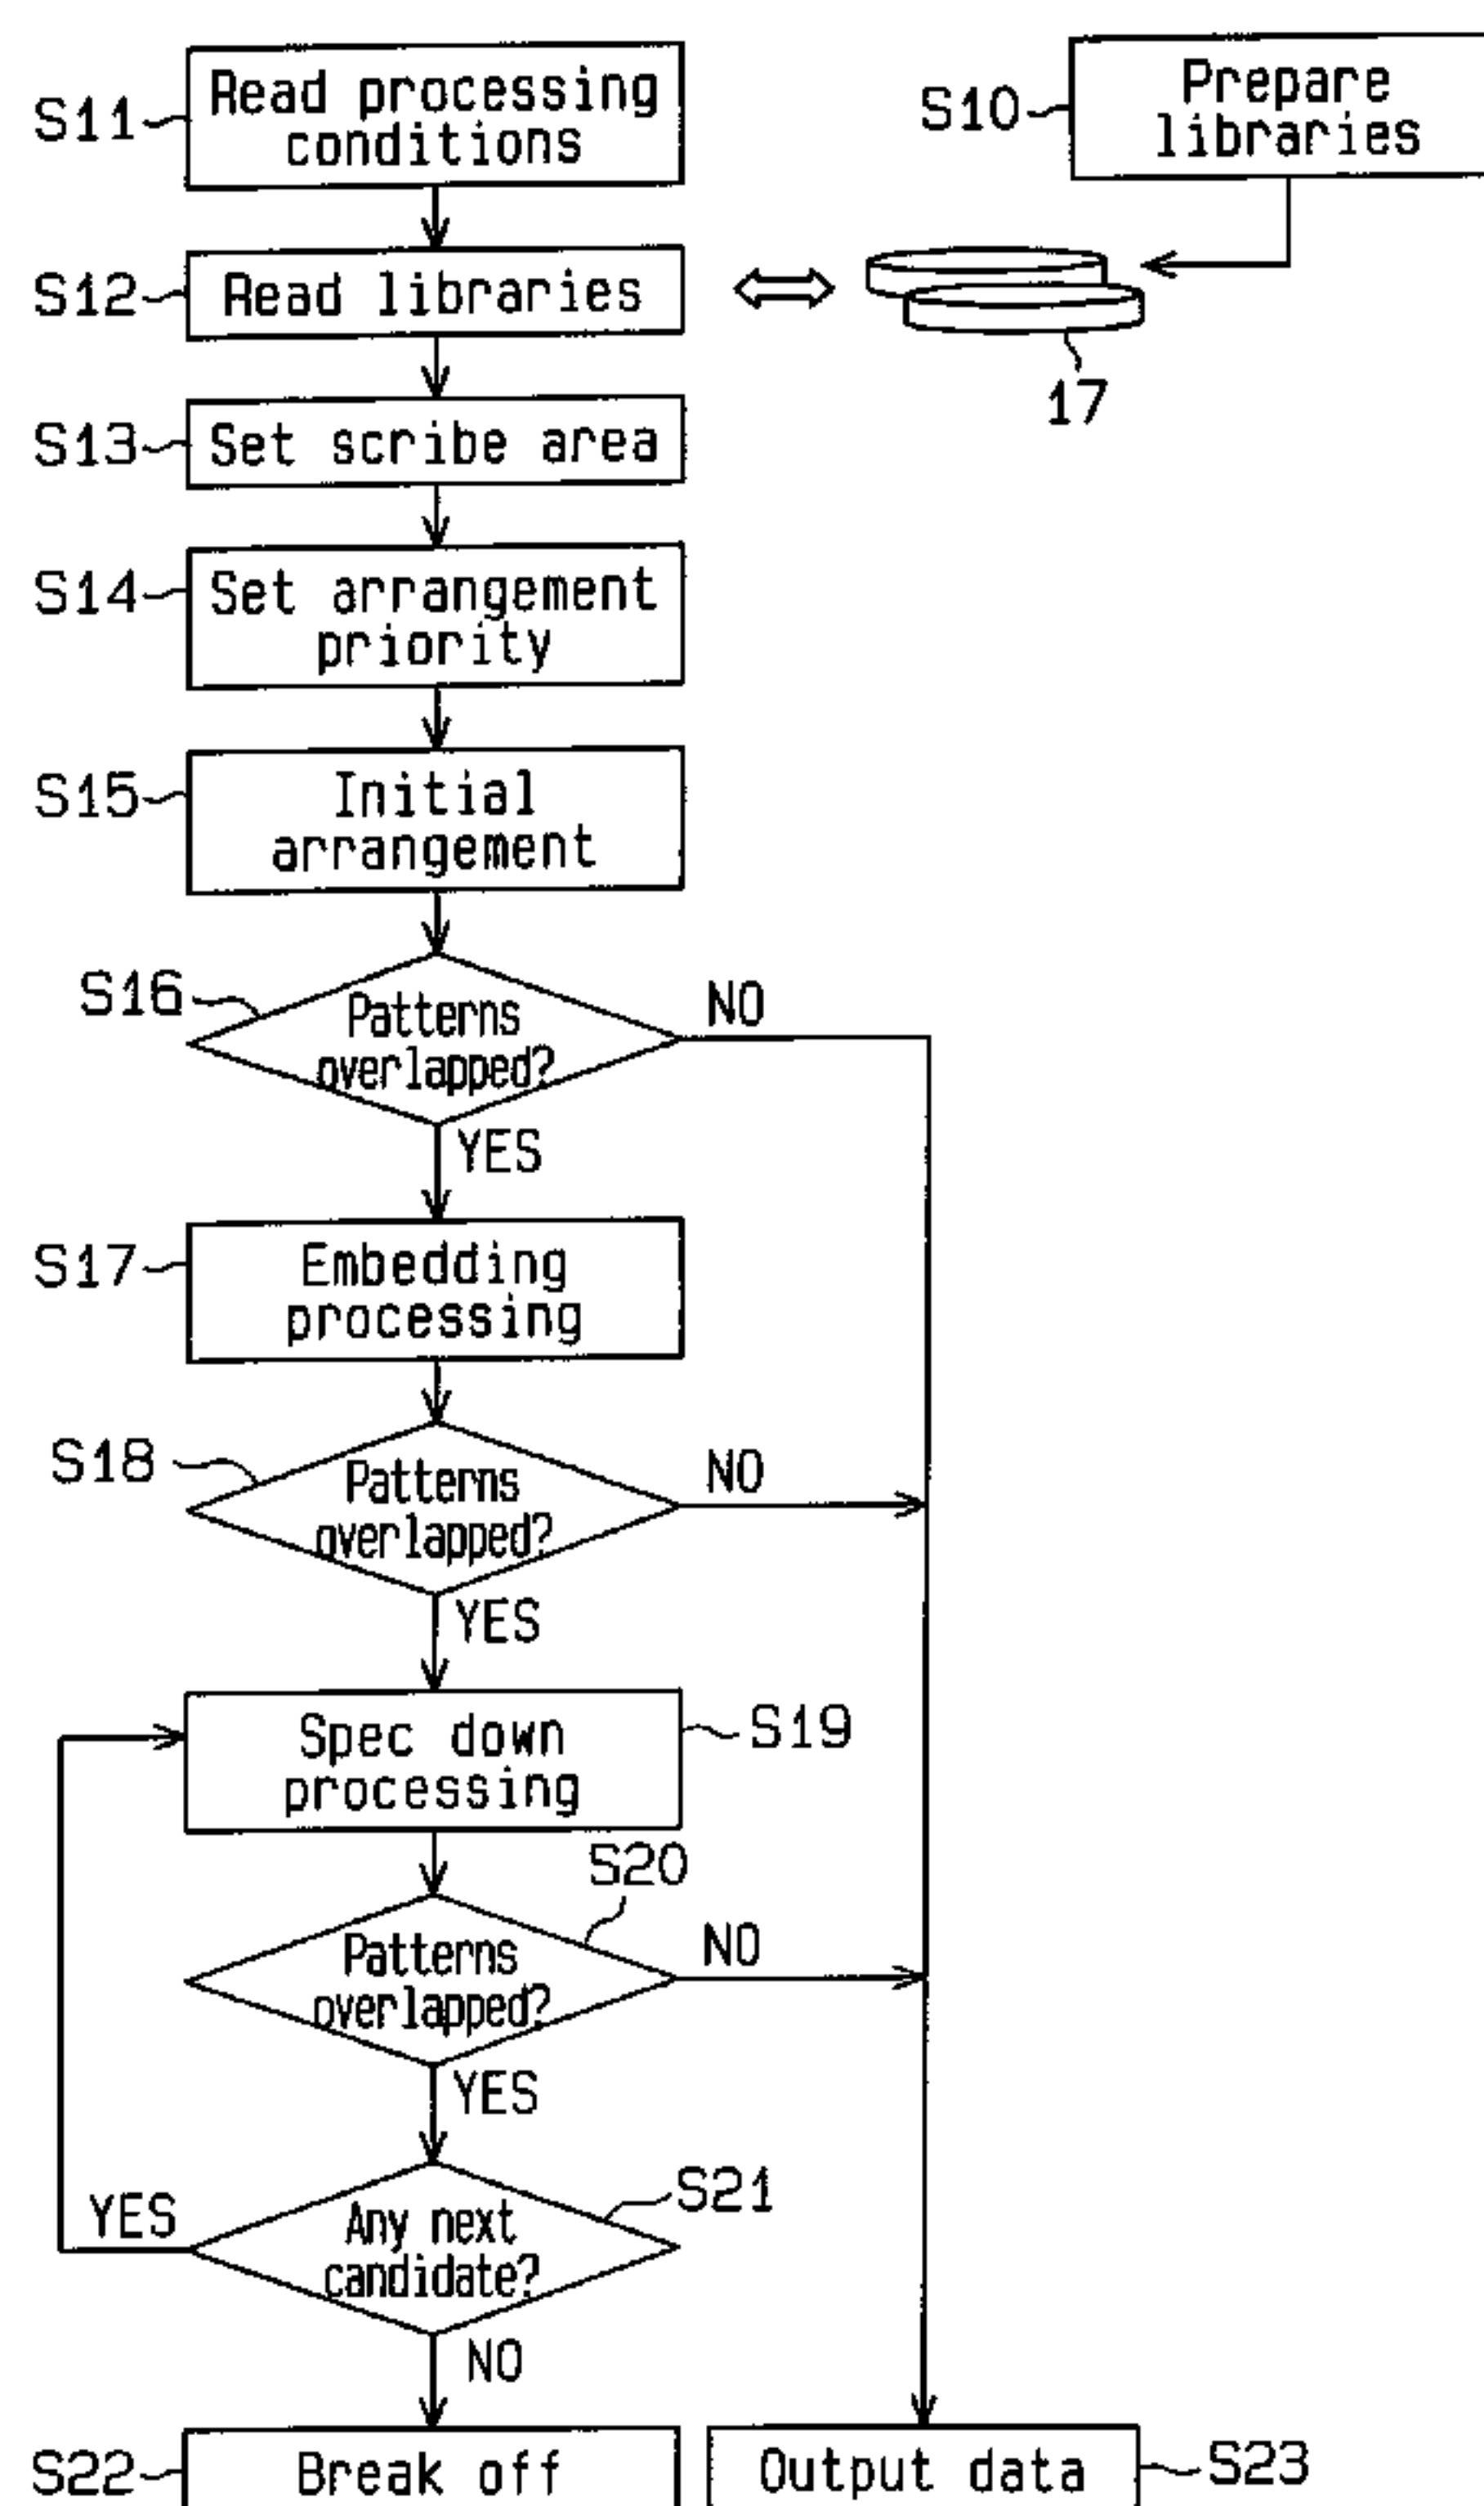 S11
Read processing
conditions
S10
Prepare
libraries
S12
Read libraries
17
S13
Set scribe area
S14
Set arrangement
priority
S15
Initial
arrangement
S16
Patterns
overlapped?
NO
YES
S17
Embedding
processing
S18
Patterns
overlapped?
NO
YES
Spec down
processing
S19
S20
Patterns
overlapped?
NO
YES
S21
YES
Any next
candidate?
NO
S22
Break off
Output data
S23